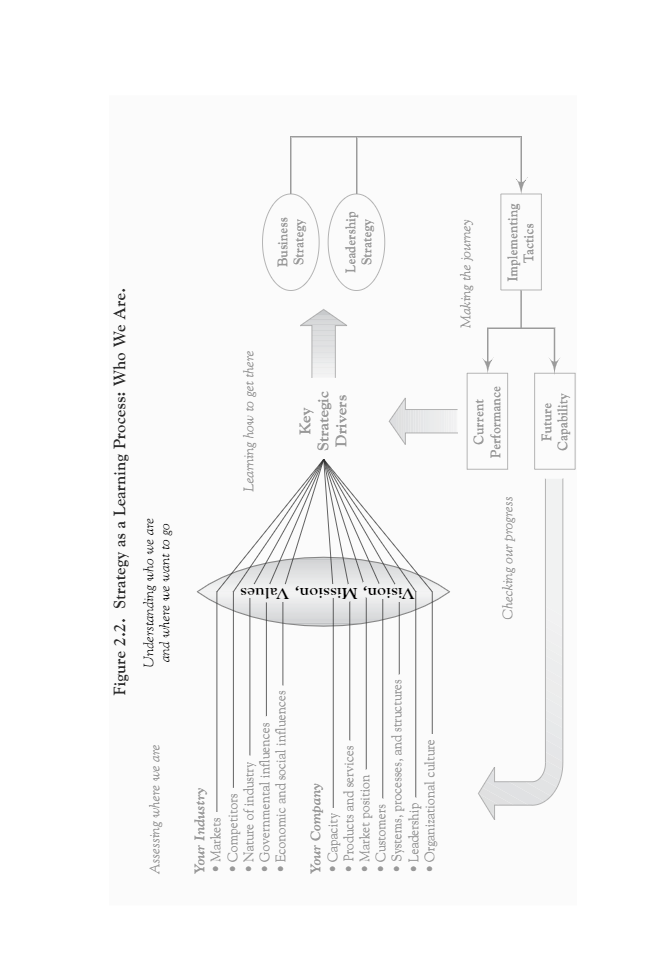 Figure 2.2. Strategy as a Learning Process: Who We Are.
Assessing where we are
Understanding who we are
and where we want to go
Your Industry
• Markets
• Competitors
• Nature of industry
• Governmental influences
• Economic and social influences
Your Company
• Capacity
• Products and services
• Market position
• Customers
• Systems, processes, and structures
• Leadership
• Organizational culture
Vision, Mission, Values
Learning how to get there
Key
Strategic
Drivers
Business
Strategy
Leadership
Strategy
Making the journey
Implementing
Tactics
Current
Performance
Future
Capability
Checking our progress